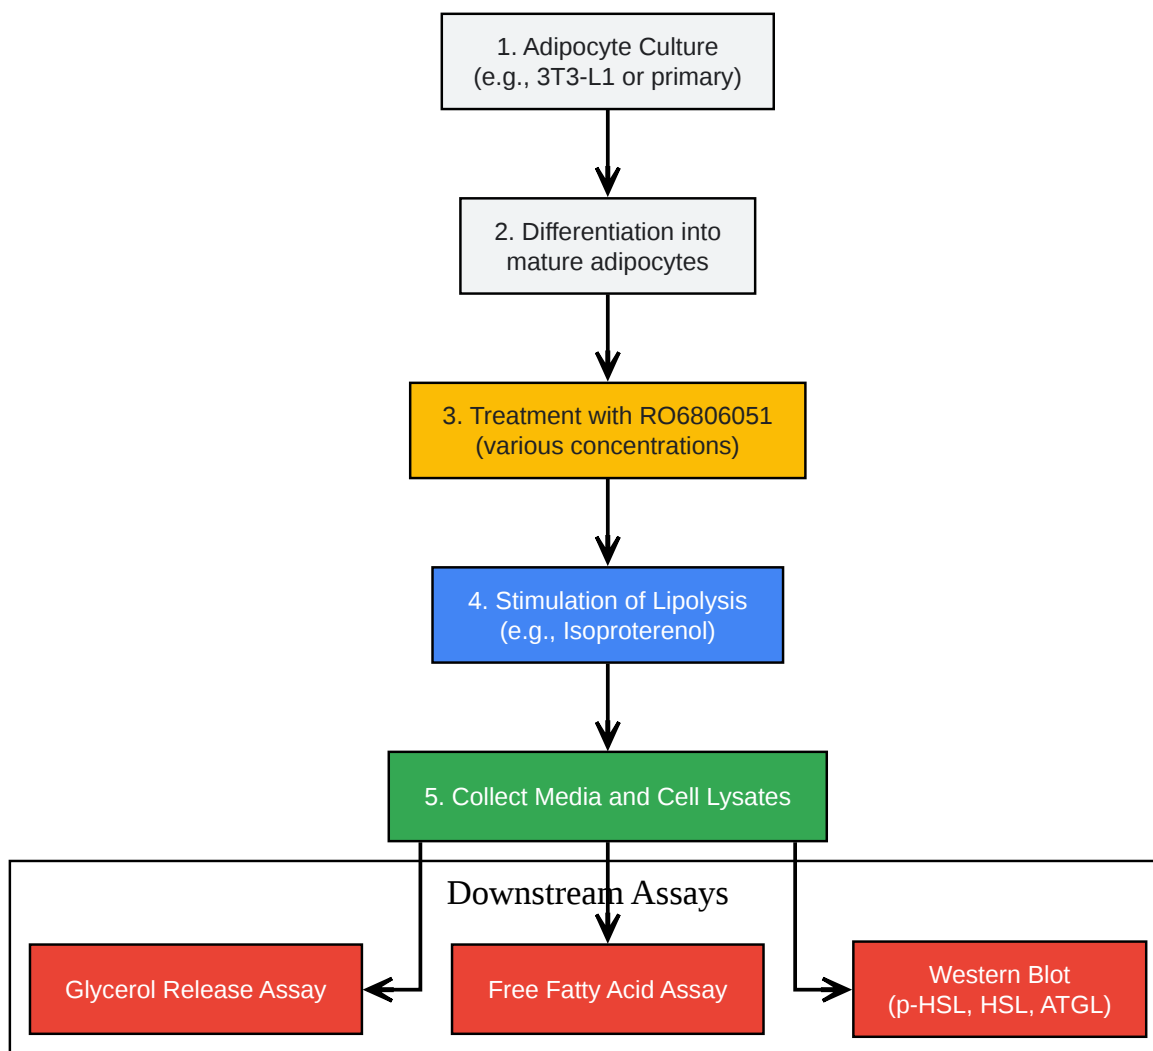 1. Adipocyte Culture
(e.g., 3T3-L1 or primary)
2. Differentiation into
mature adipocytes
3. Treatment with RO6806051
(various concentrations)
4. Stimulation of Lipolysis
(e.g., Isoproterenol)
5. Collect Media and Cell Lysates
Downstream Assays
Glycerol Release Assay
Free Fatty Acid Assay
Western Blot
(p-HSL, HSL, ATGL)